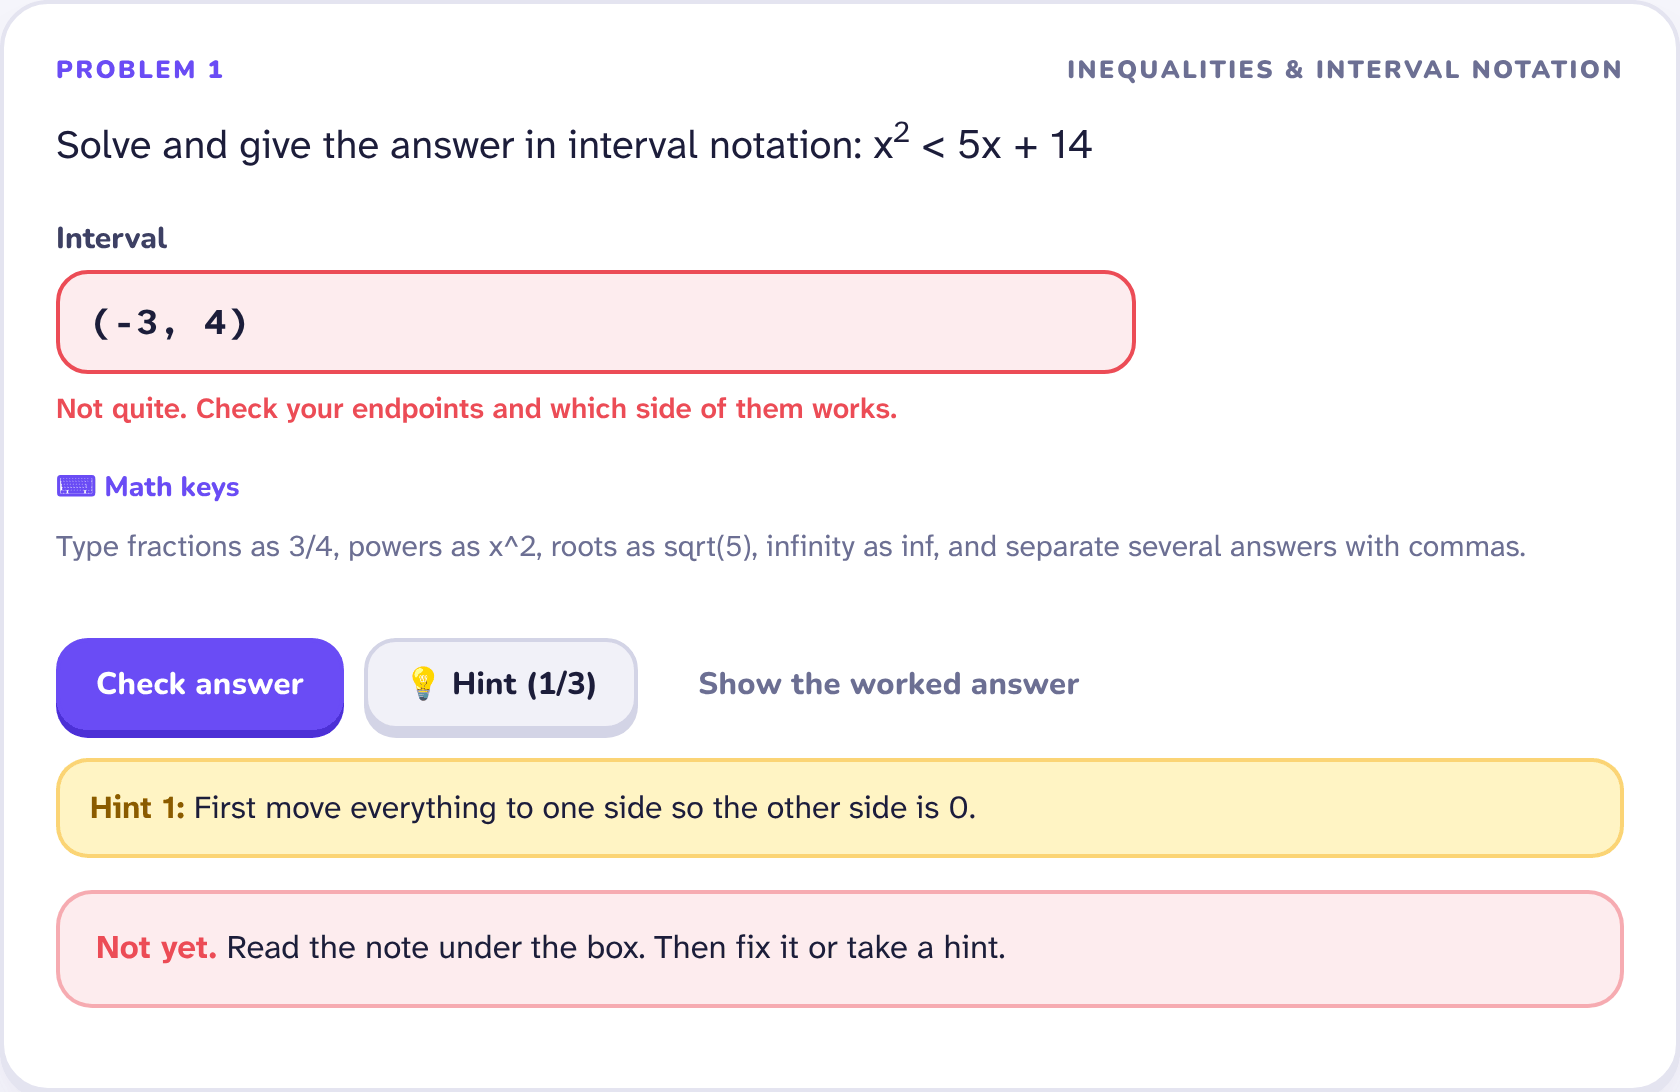 PROBLEM 1
INEQUALITIES & INTERVAL NOTATION
Solve and give the answer in interval notation: x² < 5x + 14
Interval
(-3, 4)
Not quite. Check your endpoints and which side of them works.
⌨ Math keys
Type fractions as 3/4, powers as x^2, roots as sqrt(5), infinity as inf, and separate several answers with commas.
Check answer
💡 Hint (1/3)
Show the worked answer
Hint 1: First move everything to one side so the other side is 0.
Not yet. Read the note under the box. Then fix it or take a hint.